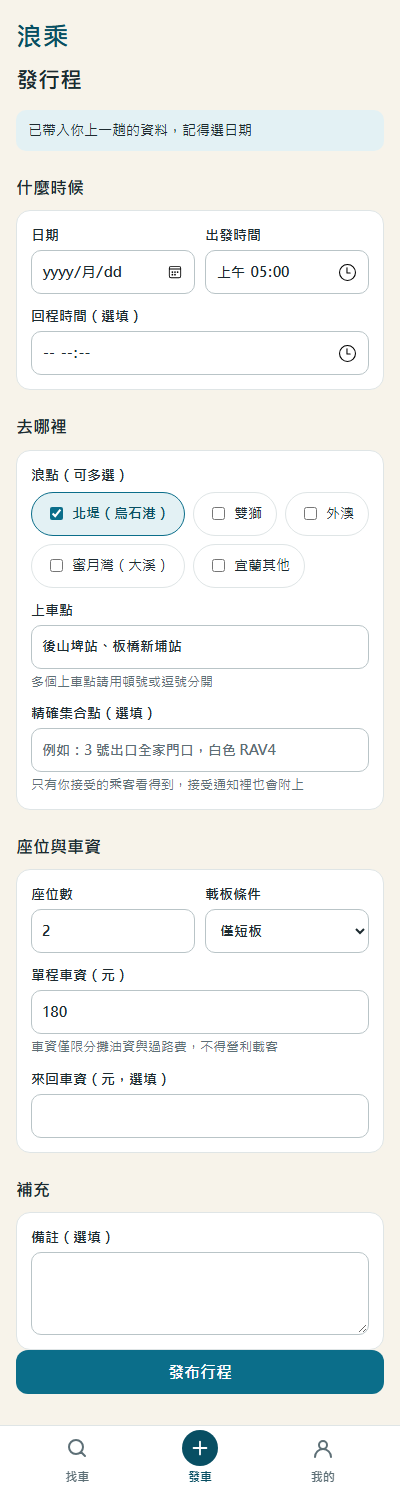 浪乘
發行程
已帶入你上一趟的資料，記得選日期
什麼時候
日期 出發時間
yyyy/月/dd 上午 05:00
回程時間（選填）
-- --:--
去哪裡
浪點（可多選）
北堤（烏石港） 雙獅 外澳
蜜月灣（大溪） 宜蘭其他
上車點
後山埤站、板橋新埔站
多個上車點請用頓號或逗號分開
精確集合點（選填）
例如：3 號出口全家門口，白色 RAV4
只有你接受的乘客看得到，接受通知裡也會附上
座位與車資
座位數 載板條件
2 僅短板
單程車資（元）
180
車資僅限分攤油資與過路費，不得營利載客
來回車資（元，選填）
補充
備註（選填）
發布行程
找車 發車 我的